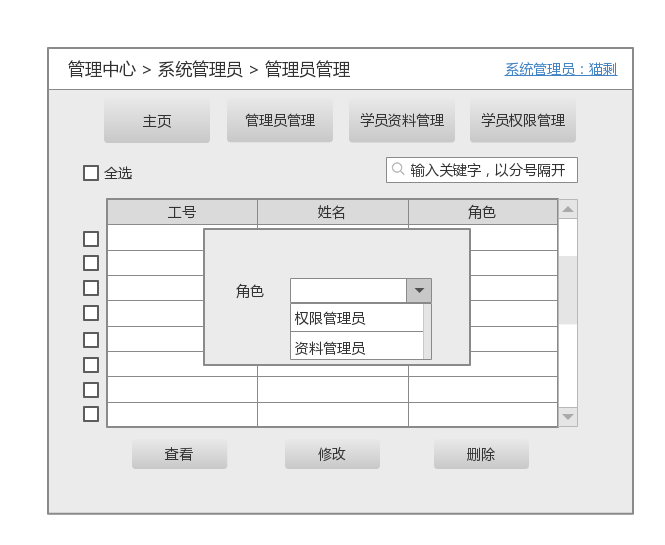 管理中心 > 系统管理员 > 管理员管理
系统管理员：猫剩
主页
管理员管理
学员资料管理
学员权限管理
全选
输入关键字，以分号隔开
工号 姓名 角色
角色
权限管理员
资料管理员
查看
修改
删除